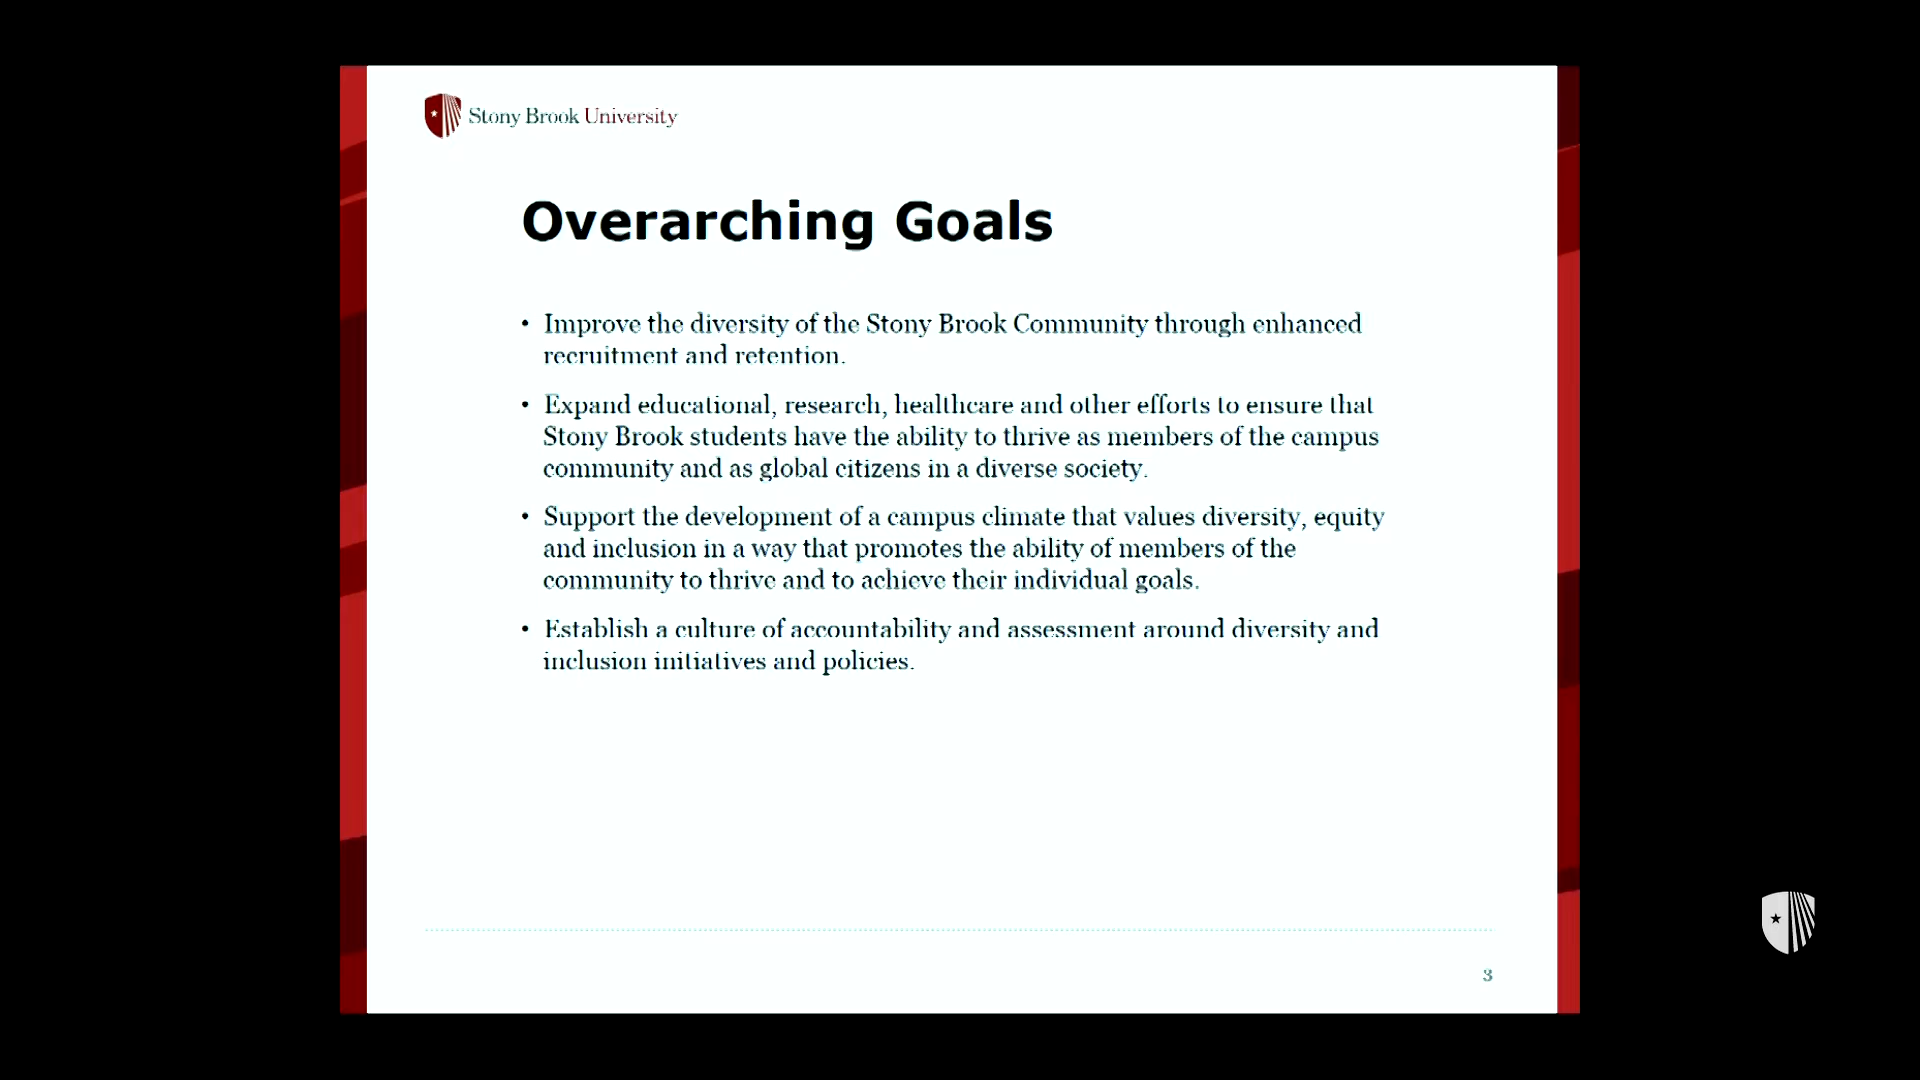 Stony Brook University
Overarching Goals
• Improve the diversity of the Stony Brook Community through enhanced
recruitment and retention.
• Expand educational, research, healthcare and other efforts to ensure that
Stony Brook students have the ability to thrive as members of the campus
community and as global citizens in a diverse society.
• Support the development of a campus climate that values diversity, equity
and inclusion in a way that promotes the ability of members of the
community to thrive and to achieve their individual goals.
• Establish a culture of accountability and assessment around diversity and
inclusion initiatives and policies.
3